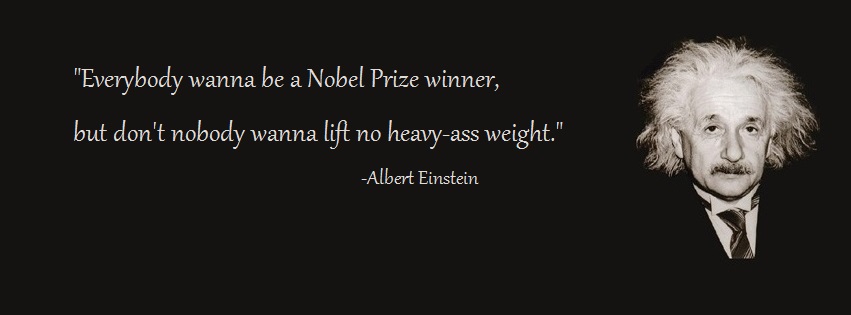 "Everybody wanna be a Nobel Prize winner,
but don't nobody wanna lift no heavy-ass weight."
-Albert Einstein